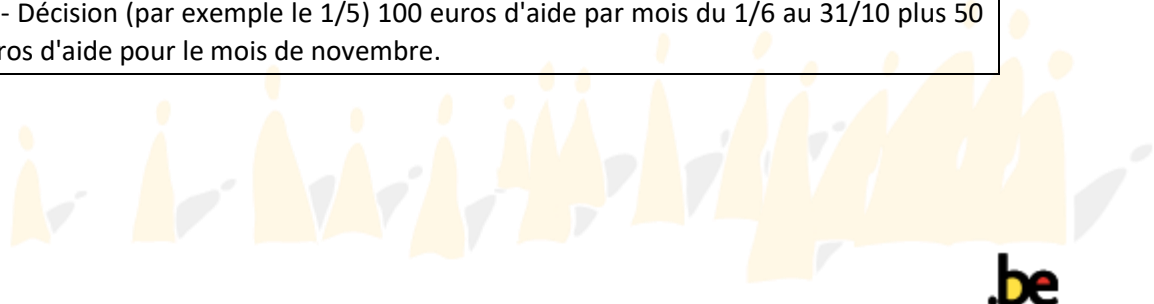 - Décision (par exemple le 1/5) 100 euros d'aide par mois du 1/6 au 31/10 plus 50
ros d'aide pour le mois de novembre.
.be